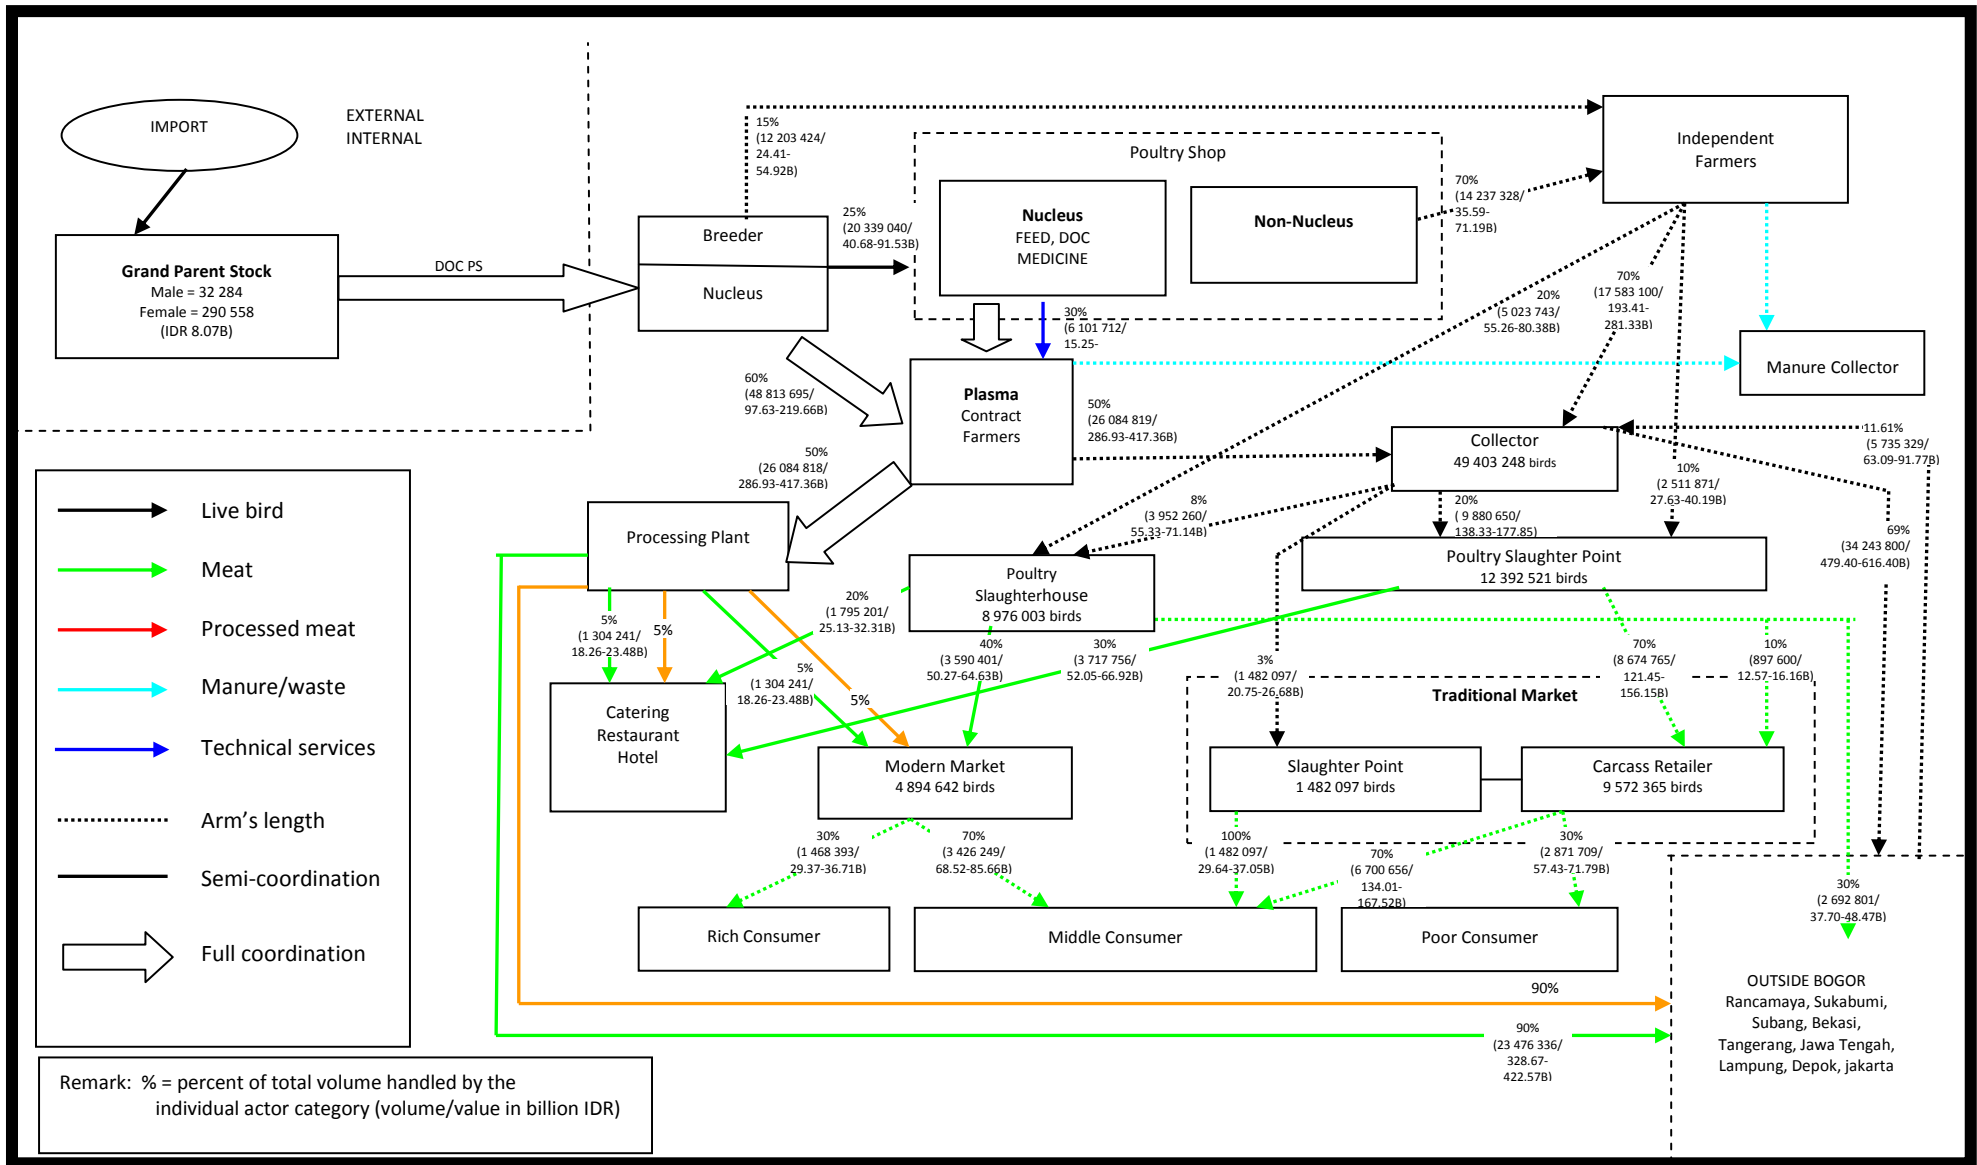 IMPORT
EXTERNAL
INTERNAL
Grand Parent Stock
Male = 32 284
Female = 290 558
(IDR 8.07B)
DOC PS
Breeder
Nucleus
15%
(12 203 424/
24.41-
54.92B)
25%
(20 339 040/
40.68-91.53B)
Poultry Shop
Nucleus
FEED, DOC
MEDICINE
Non-Nucleus
70%
(14 237 328/
35.59-
71.19B)
Independent
Farmers
30%
(6 101 712/
15.25-
60%
(48 813 695/
97.63-219.66B)
Plasma
Contract
Farmers
50%
(26 084 819/
286.93-417.36B)
20%
(5 023 743/
55.26-80.38B)
70%
(17 583 100/
193.41-
281.33B)
Manure Collector
50%
(26 084 818/
286.93-417.36B)
Collector
49 403 248 birds
11.61%
(5 735 329/
63.09-91.77B)
10%
(2 511 871/
27.63-40.19B)
8%
(3 952 260/
55.33-71.14B)
20%
( 9 880 650/
138.33-177.85)
69%
(34 243 800/
479.40-616.40B)
Processing Plant
Poultry
Slaughterhouse
8 976 003 birds
Poultry Slaughter Point
12 392 521 birds
5%
(1 304 241/
18.26-23.48B)
5%
20%
(1 795 201/
25.13-32.31B)
5%
(1 304 241/
18.26-23.48B)
5%
40%
(3 590 401/
50.27-64.63B)
30%
(3 717 756/
52.05-66.92B)
3%
(1 482 097/
20.75-26.68B)
70%
(8 674 765/
121.45-
156.15B)
10%
(897 600/
12.57-16.16B)
Traditional Market
Catering
Restaurant
Hotel
Modern Market
4 894 642 birds
Slaughter Point
1 482 097 birds
Carcass Retailer
9 572 365 birds
30%
(1 468 393/
29.37-36.71B)
70%
(3 426 249/
68.52-85.66B)
100%
(1 482 097/
29.64-37.05B)
70%
(6 700 656/
134.01-
167.52B)
30%
(2 871 709/
57.43-71.79B)
30%
(2 692 801/
37.70-48.47B)
Rich Consumer
Middle Consumer
Poor Consumer
90%
90%
(23 476 336/
328.67-
422.57B)
OUTSIDE BOGOR
Rancamaya, Sukabumi,
Subang, Bekasi,
Tangerang, Jawa Tengah,
Lampung, Depok, jakarta
Live bird
Meat
Processed meat
Manure/waste
Technical services
Arm's length
Semi-coordination
Full coordination
Remark: % = percent of total volume handled by the
individual actor category (volume/value in billion IDR)